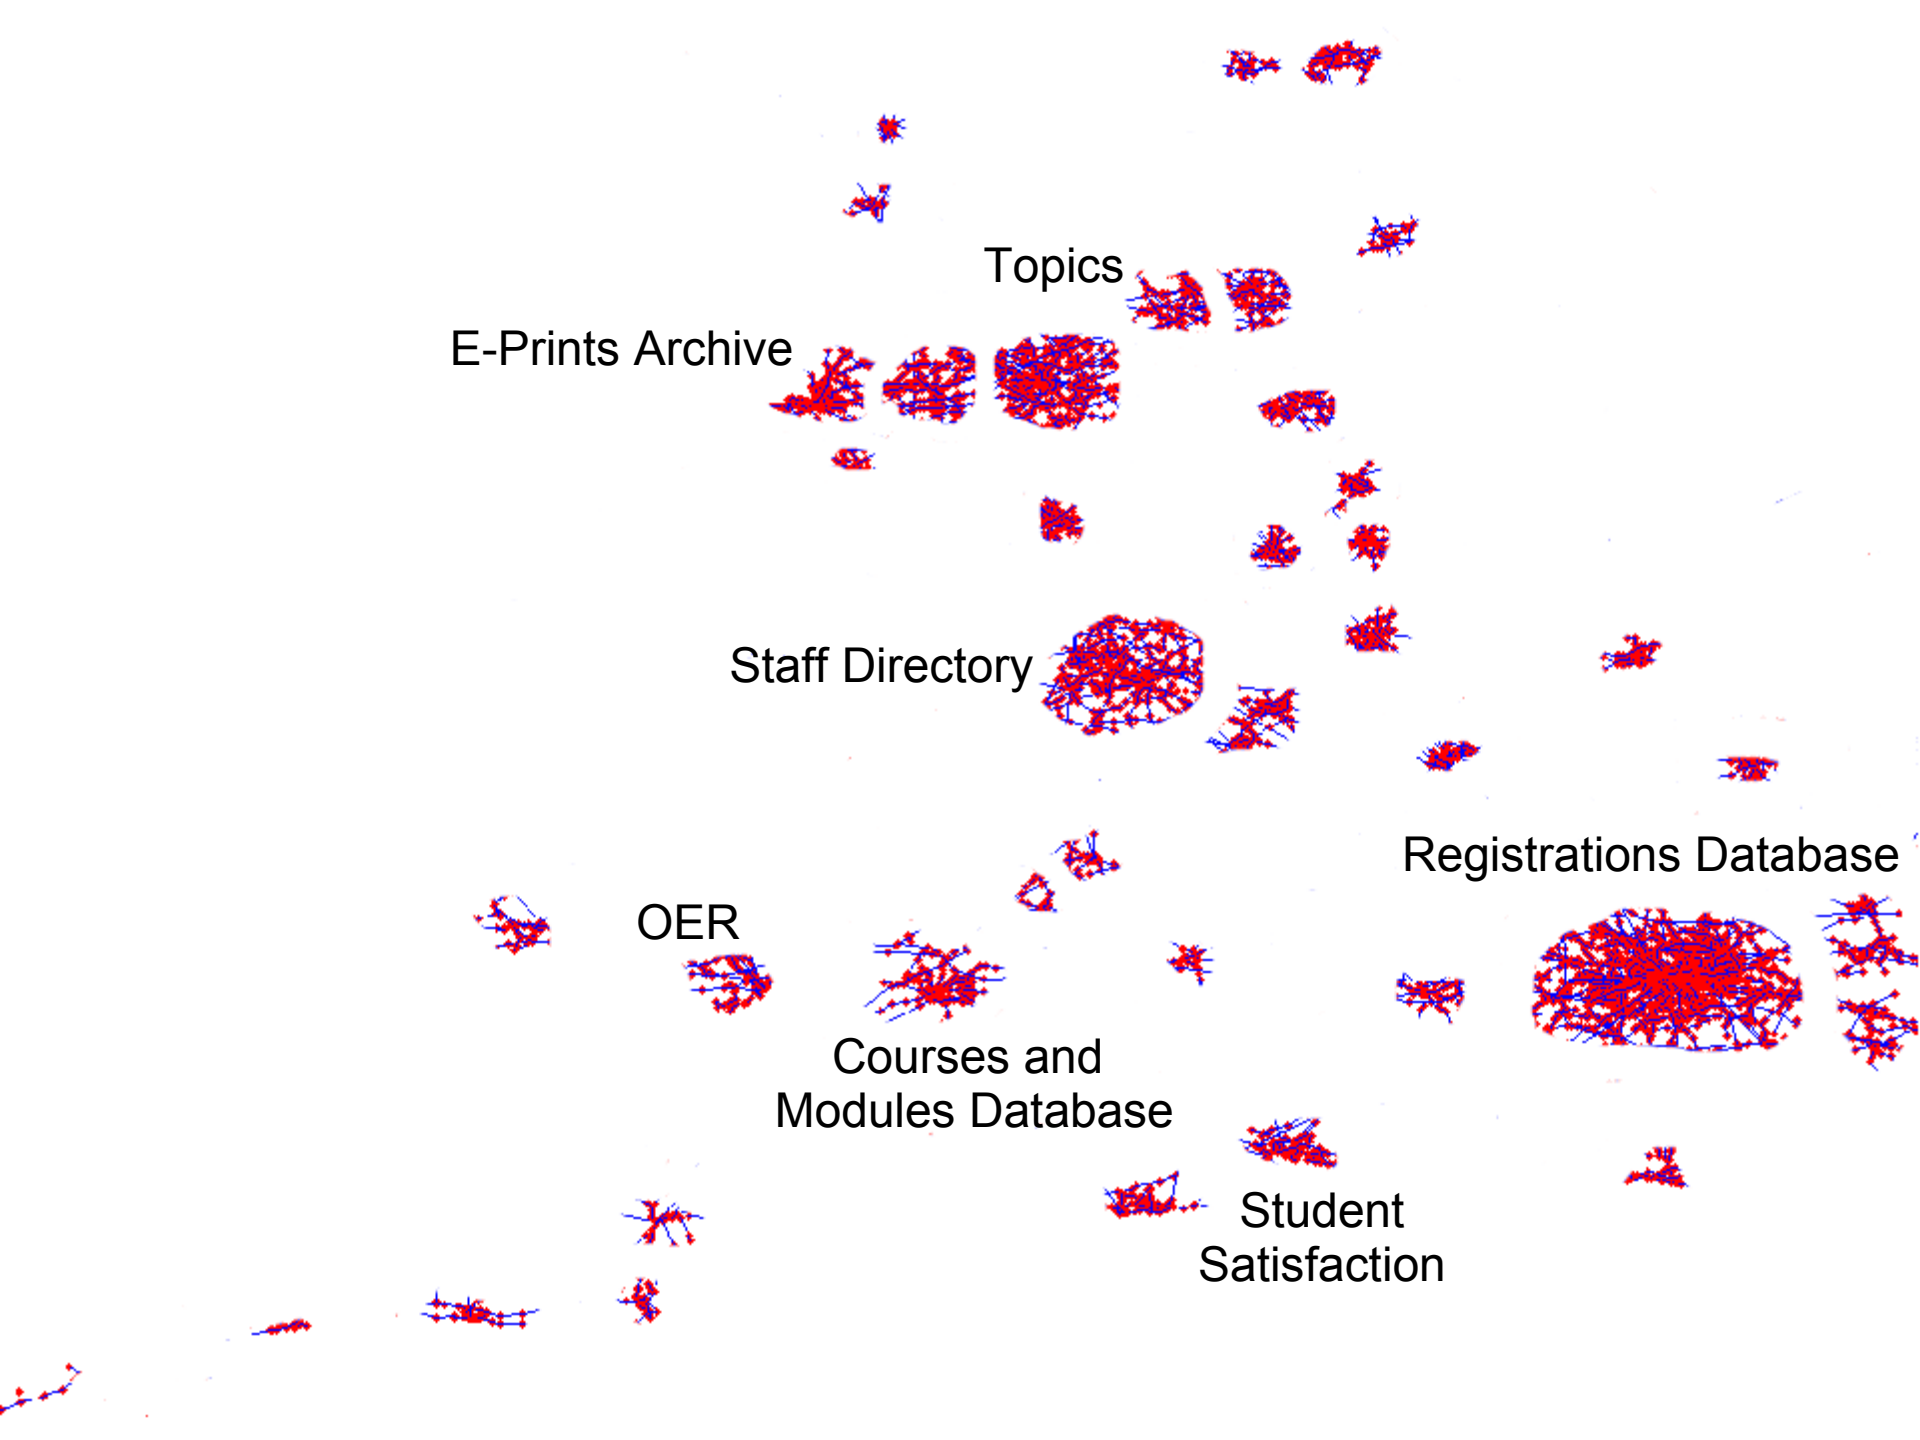 Topics
E-Prints Archive
Staff Directory
Registrations Database
OER
Courses and
Modules Database
Student
Satisfaction